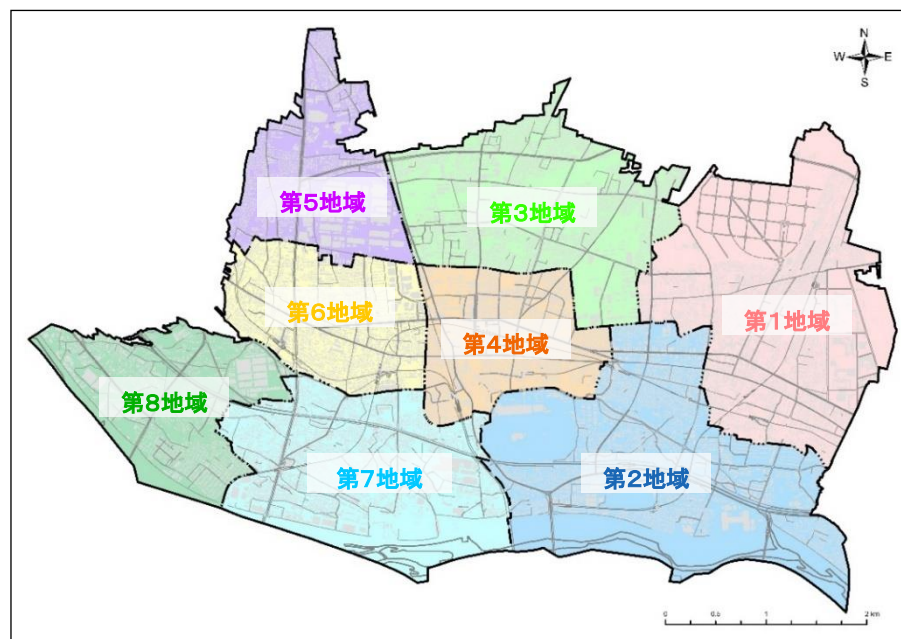 N
W E
S
第5地域
第3地域
第6地域
第1地域
第4地域
第8地域
第7地域
第2地域
0 0.5 1 2 km